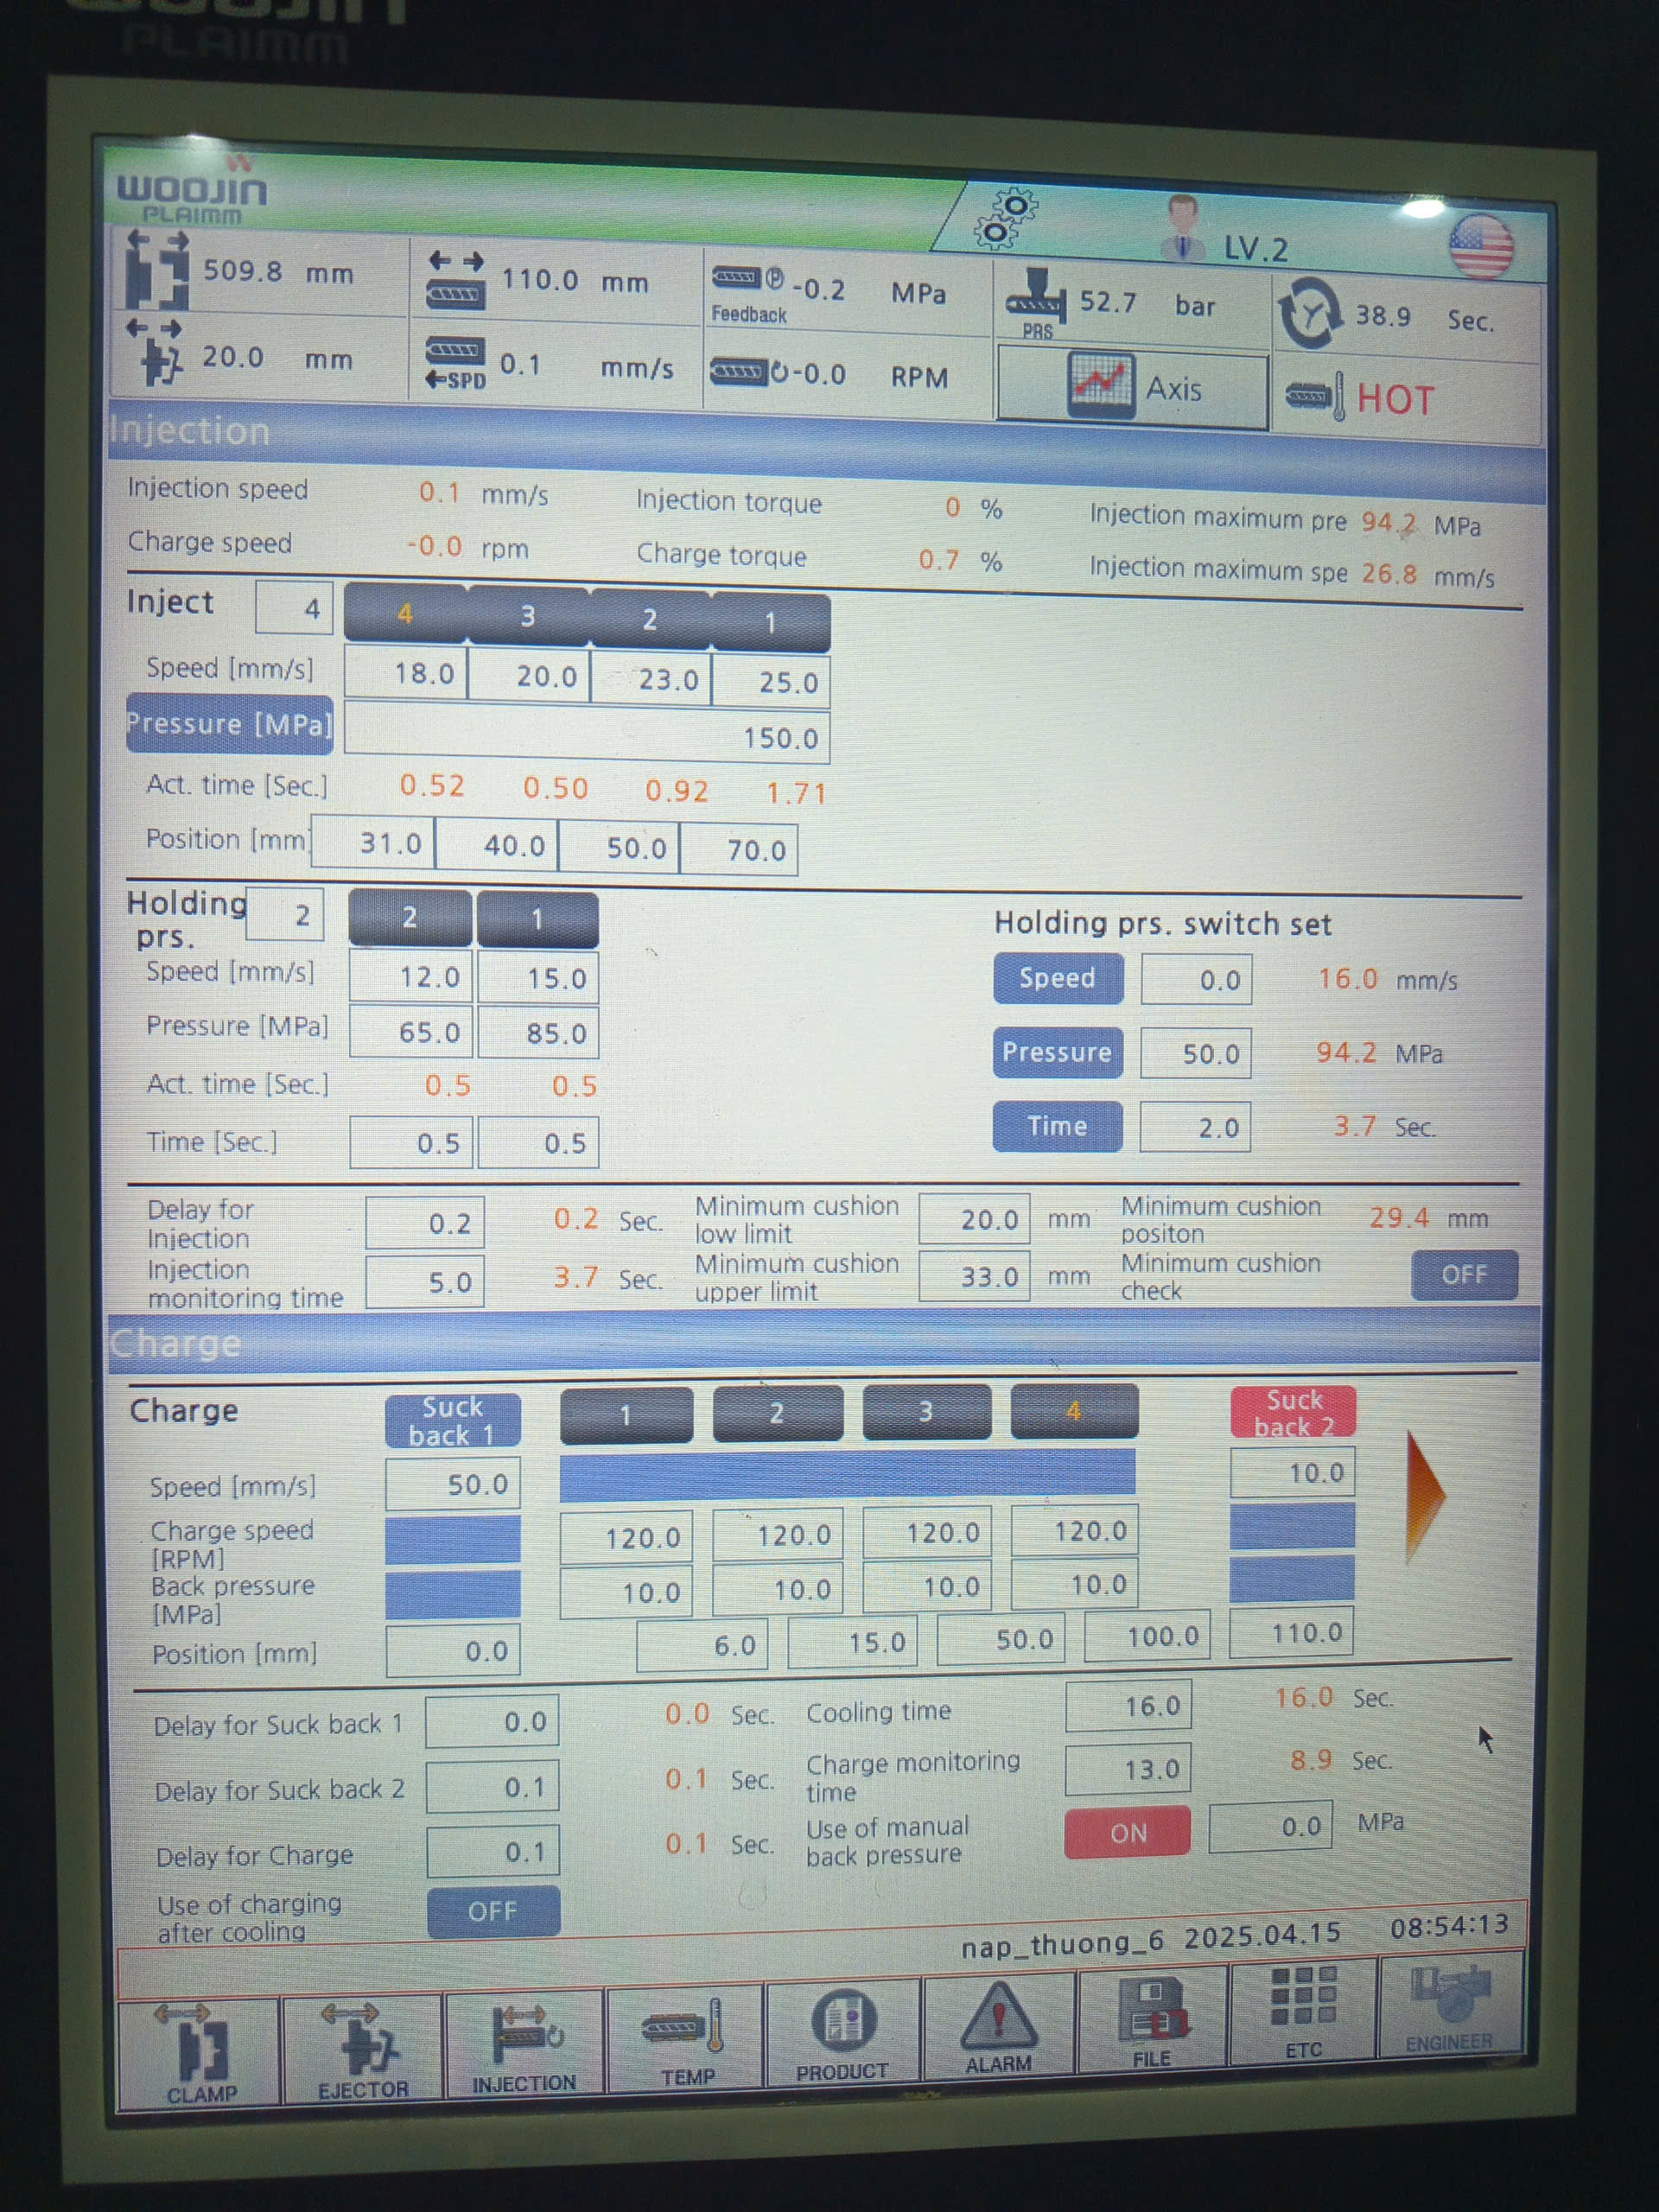 WOOJIN
PLAIMM
WOOJIN
PLAIMM
LV.2
509.8 mm
110.0 mm
Feedback
-0.2 MPa
PRS
52.7 bar
38.9 Sec.
20.0 mm
SPD
0.1 mm/s
-0.0 RPM
Axis
HOT
Injection
Injection speed 0.1 mm/s Injection torque 0 % Injection maximum pre 94.2 MPa
Charge speed -0.0 rpm Charge torque 0.7 % Injection maximum spe 26.8 mm/s
Inject 4 4 3 2 1
Speed [mm/s] 18.0 20.0 23.0 25.0
Pressure [MPa] 150.0
Act. time [Sec.] 0.52 0.50 0.92 1.71
Position [mm] 31.0 40.0 50.0 70.0
Holding
prs. 2 2 1
Holding prs. switch set
Speed [mm/s] 12.0 15.0
Speed 0.0 16.0 mm/s
Pressure [MPa] 65.0 85.0
Pressure 50.0 94.2 MPa
Act. time [Sec.] 0.5 0.5
Time [Sec.] 0.5 0.5
Time 2.0 3.7 Sec.
Delay for
Injection 0.2 0.2 Sec.
Minimum cushion
low limit 20.0 mm
Minimum cushion
positon 29.4 mm
Injection
monitoring time 5.0 3.7 Sec.
Minimum cushion
upper limit 33.0 mm
Minimum cushion
check OFF
Charge
Charge
Suck
back 1
1 2 3 4
Suck
back 2
Speed [mm/s] 50.0 10.0
Charge speed
[RPM] 120.0 120.0 120.0 120.0
Back pressure
[MPa] 10.0 10.0 10.0 10.0
Position [mm] 0.0 6.0 15.0 50.0 100.0 110.0
Delay for Suck back 1 0.0 0.0 Sec. Cooling time 16.0 16.0 Sec.
Delay for Suck back 2 0.1 0.1 Sec.
Charge monitoring
time 13.0 8.9 Sec.
Delay for Charge 0.1 0.1 Sec.
Use of manual
back pressure ON 0.0 MPa
Use of charging
after cooling OFF
nap_thuong_6 2025.04.15 08:54:13
CLAMP EJECTOR INJECTION TEMP PRODUCT ALARM FILE ETC ENGINEER